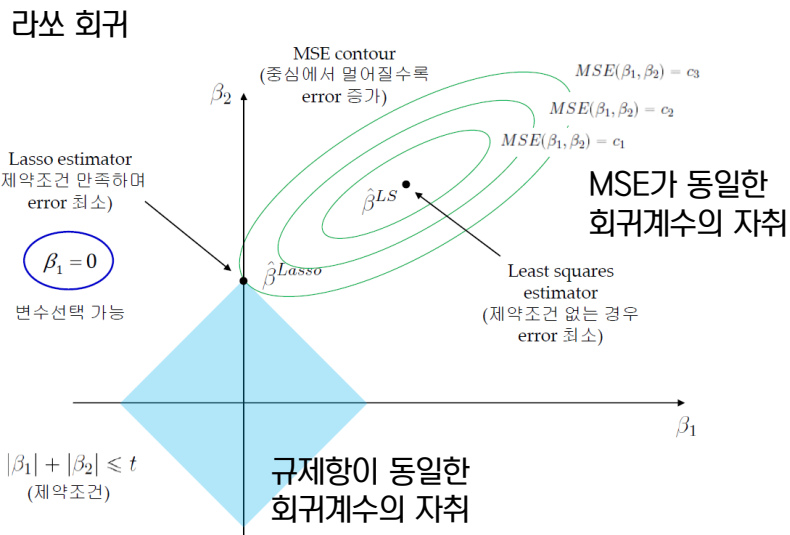 라쏘 회귀
MSE contour
(중심에서 멀어질수록
error 증가)
β₂
MSE(β₁, β₂) = c₃
MSE(β₁, β₂) = c₂
MSE(β₁, β₂) = c₁
Lasso estimator
제약조건 만족하며
error 최소)
β₁ = 0
변수선택 가능
β̂^LS
β̂^Lasso
MSE가 동일한
회귀계수의 자취
Least squares
estimator
(제약조건 없는 경우
error 최소)
β₁
|β₁| + |β₂| ⩽ t
(제약조건)
규제항이 동일한
회귀계수의 자취